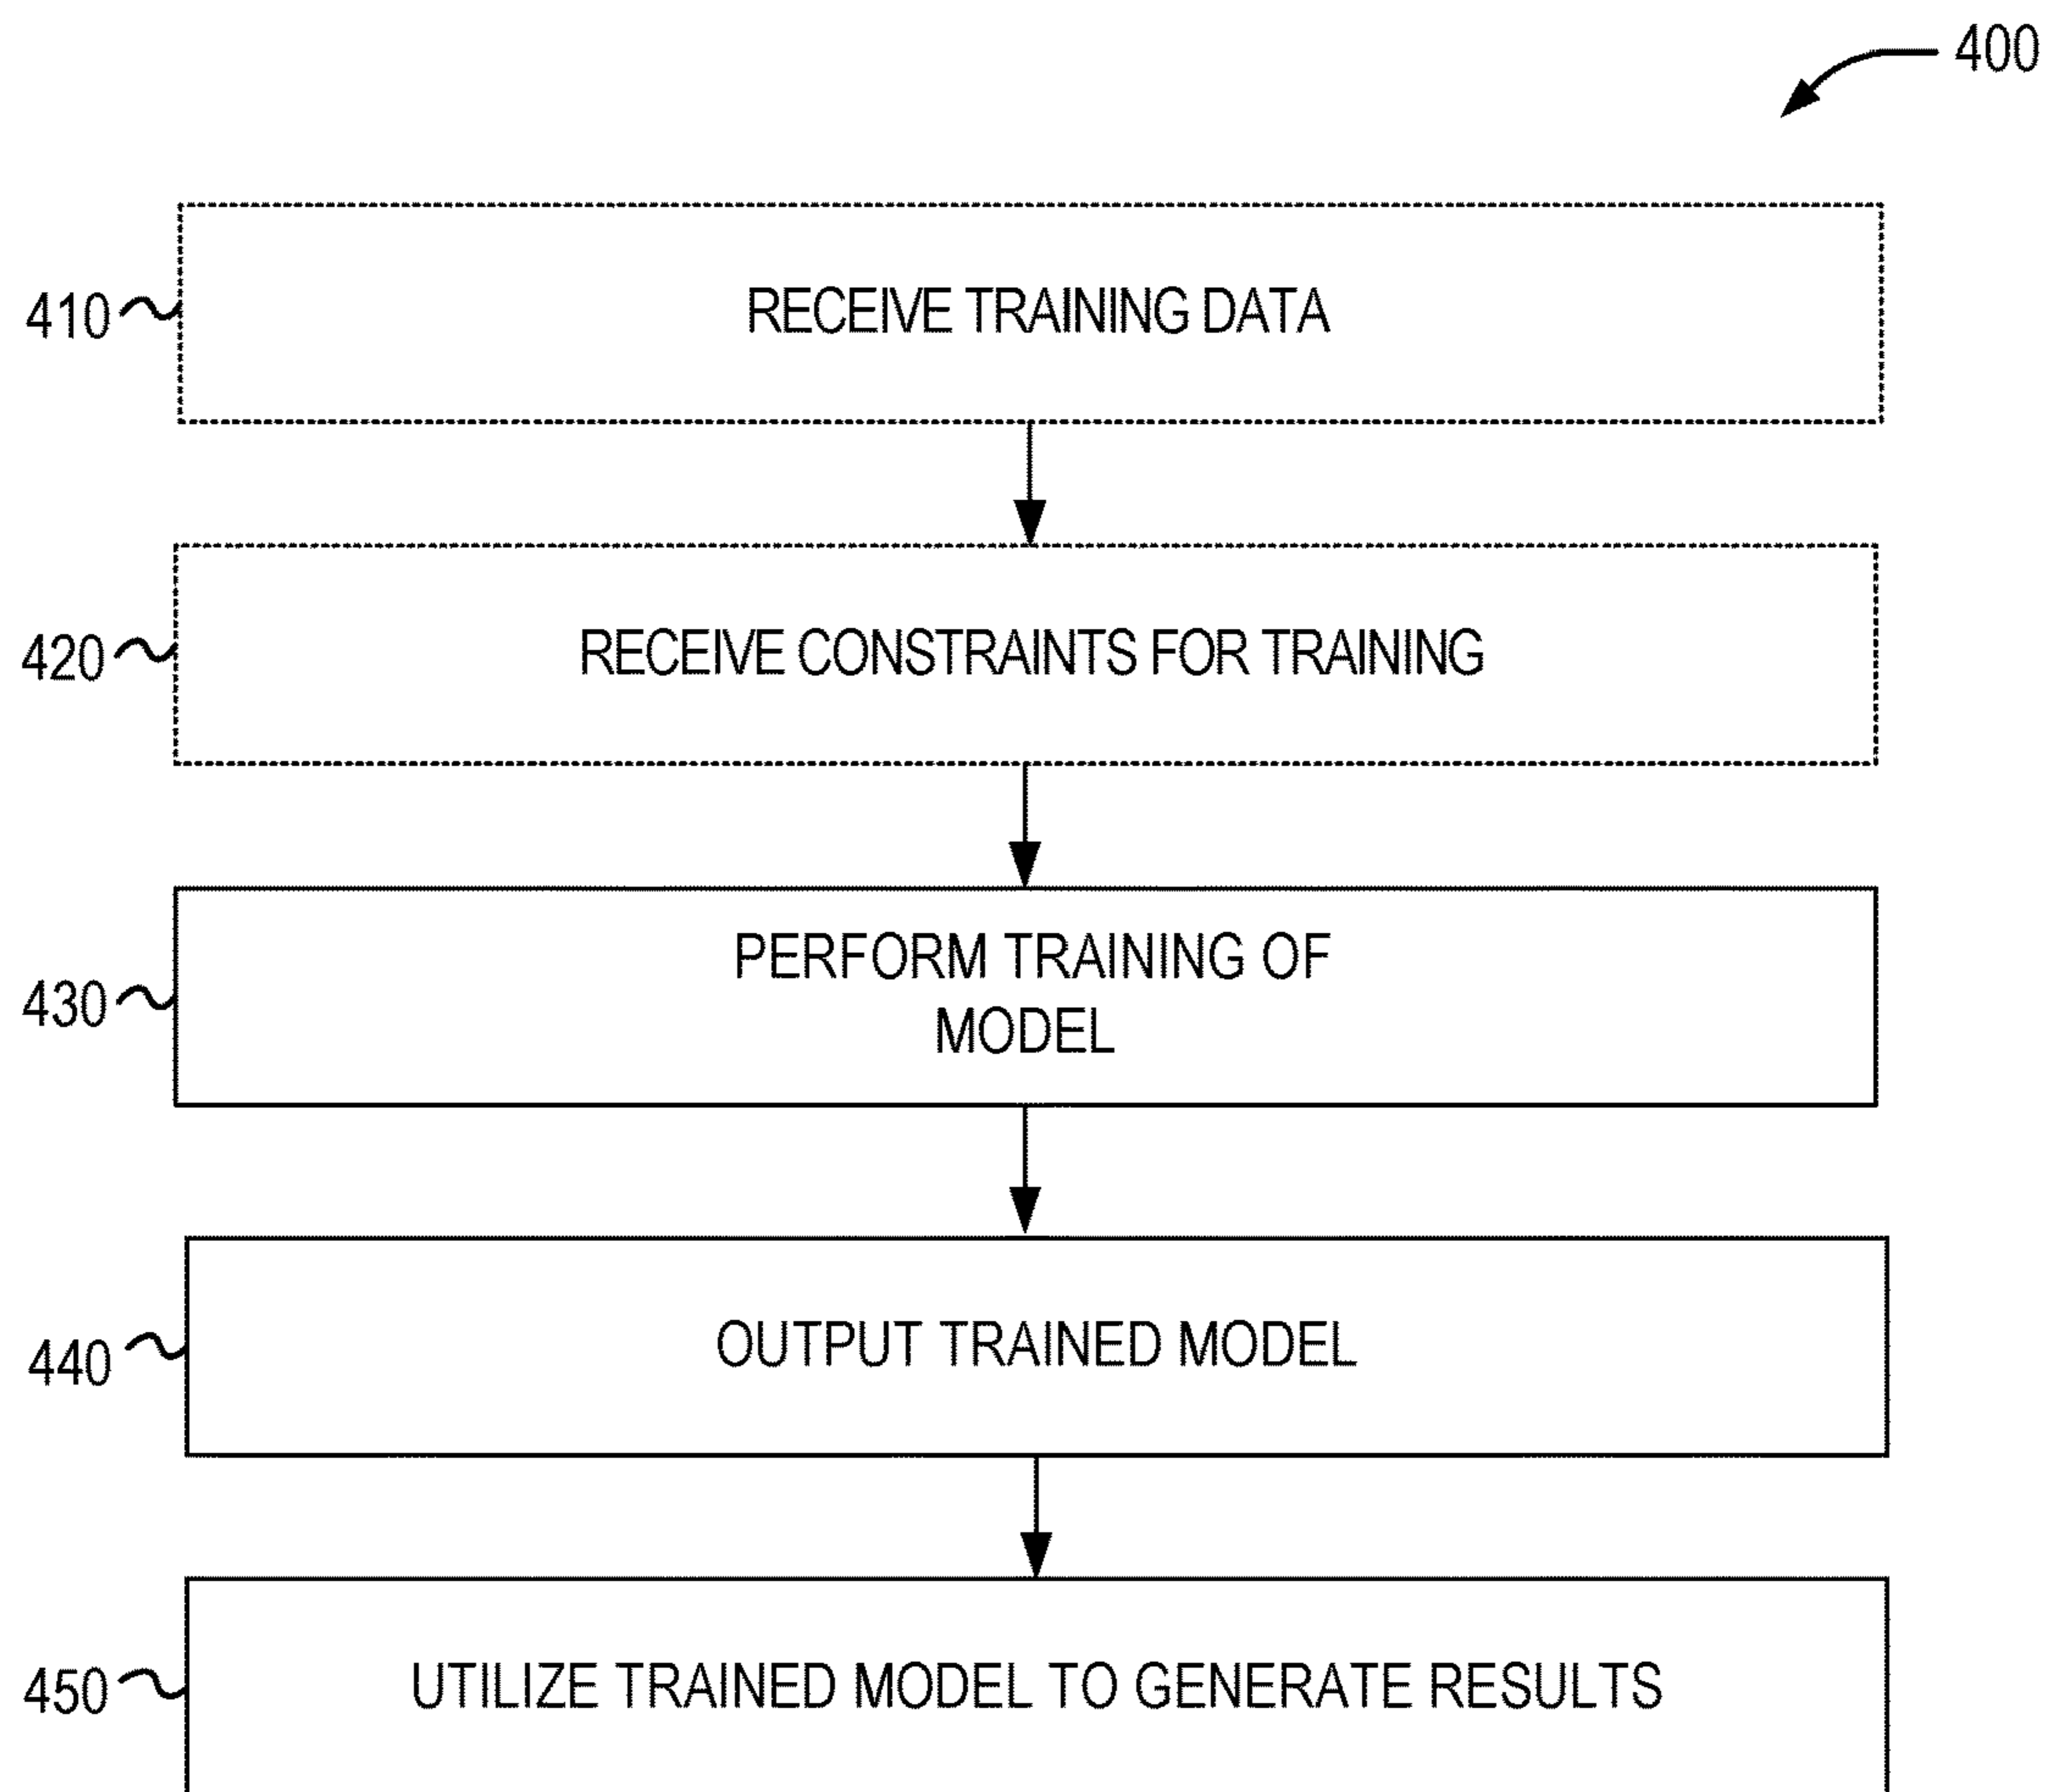 400
410
RECEIVE TRAINING DATA
420
RECEIVE CONSTRAINTS FOR TRAINING
430
PERFORM TRAINING OF
MODEL
440
OUTPUT TRAINED MODEL
450
UTILIZE TRAINED MODEL TO GENERATE RESULTS